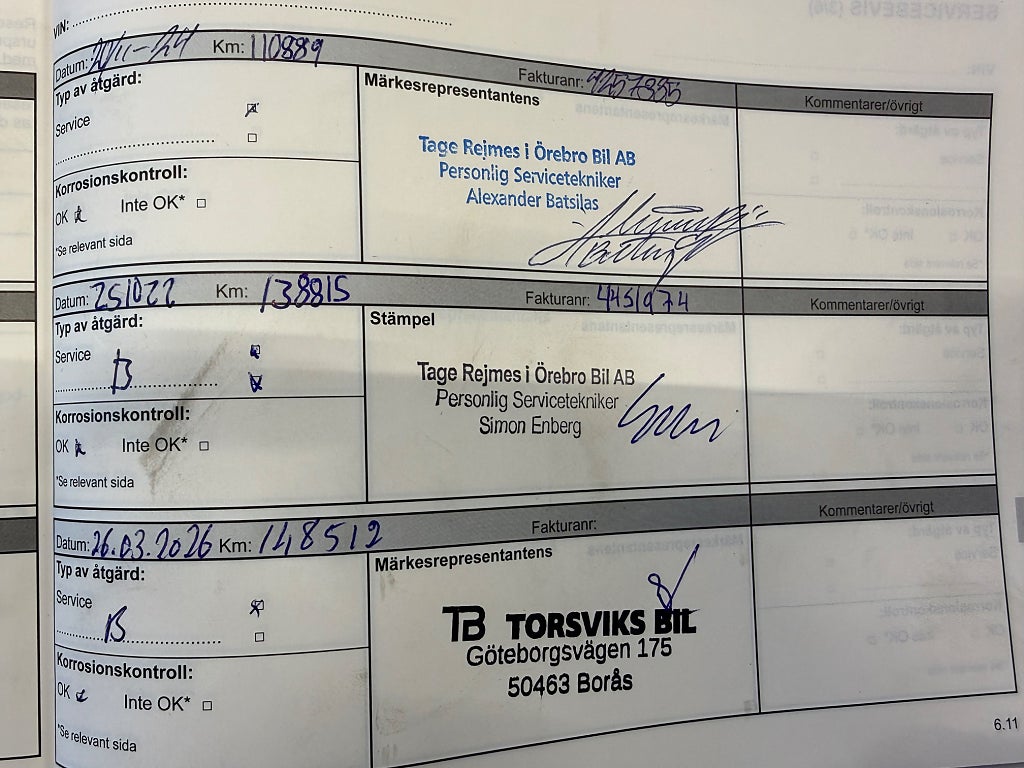 VIN:
Datum: 20/11-24 Km: 110889 Fakturanr: 4257835 Kommentarer/övrigt
Typ av åtgärd:
Service
Korrosionskontroll:
OK Inte OK*
*Se relevant sida
Märkesrepresentantens
Tage Rejmes i Örebro Bil AB
Personlig Servicetekniker
Alexander Batsilas
Datum: 251022 Km: 138815 Fakturanr: 4451974 Kommentarer/övrigt
Typ av åtgärd:
Service
B
Korrosionskontroll:
OK Inte OK*
*Se relevant sida
Stämpel
Tage Rejmes i Örebro Bil AB
Personlig Servicetekniker
Simon Enberg
Datum: 26.03.2026 Km: 148512 Fakturanr: Kommentarer/övrigt
Typ av åtgärd:
Service
B
Korrosionskontroll:
OK Inte OK*
*Se relevant sida
Märkesrepresentantens
TB TORSVIKS BIL
Göteborgsvägen 175
50463 Borås
6.11